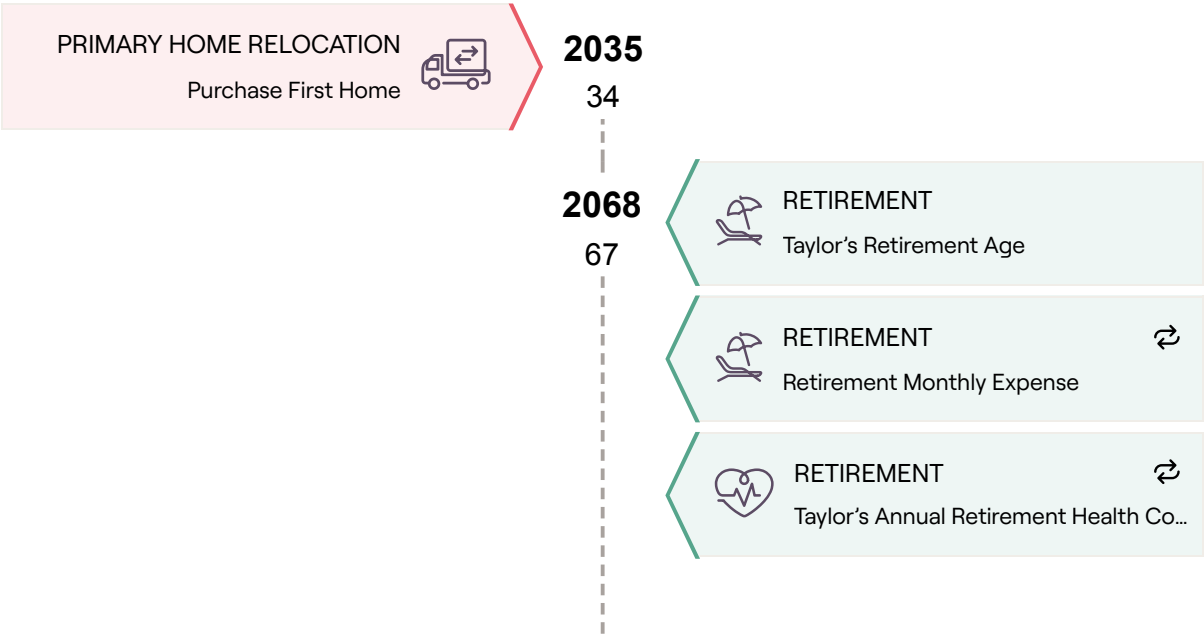 PRIMARY HOME RELOCATION
Purchase First Home
2035
34
2068
67
RETIREMENT
Taylor’s Retirement Age
RETIREMENT
Retirement Monthly Expense
RETIREMENT
Taylor’s Annual Retirement Health Co...